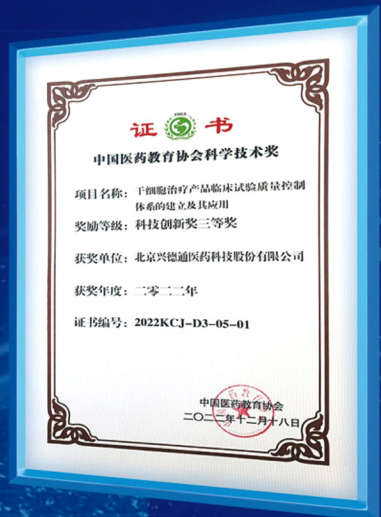 证 书
中国医药教育协会科学技术奖
项目名称：干细胞治疗产品临床试验质量控制
体系的建立及其应用
奖励等级：科技创新奖三等奖
获奖单位：北京兴德通医药科技股份有限公司
获奖年度：二零二二年
证书编号：2022KCJ-D3-05-01
中国医药教育协会
二〇二二年十二月十八日